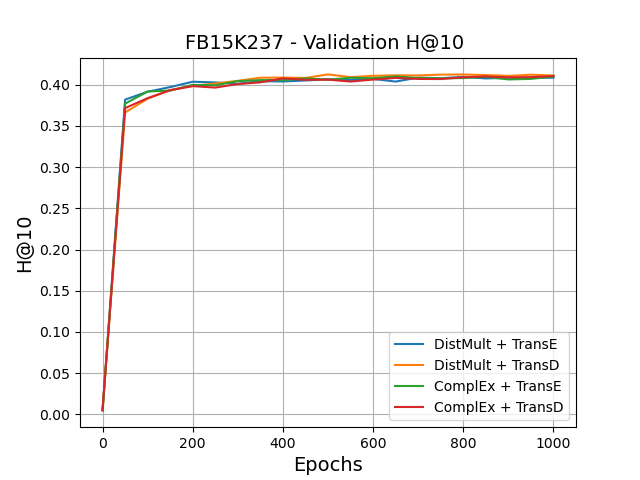 FB15K237 - Validation H@10
H@10
0.40
0.35
0.30
0.25
0.20
0.15
0.10
0.05
0.00
0 200 400 600 800 1000
Epochs
DistMult + TransE
DistMult + TransD
ComplEx + TransE
ComplEx + TransD